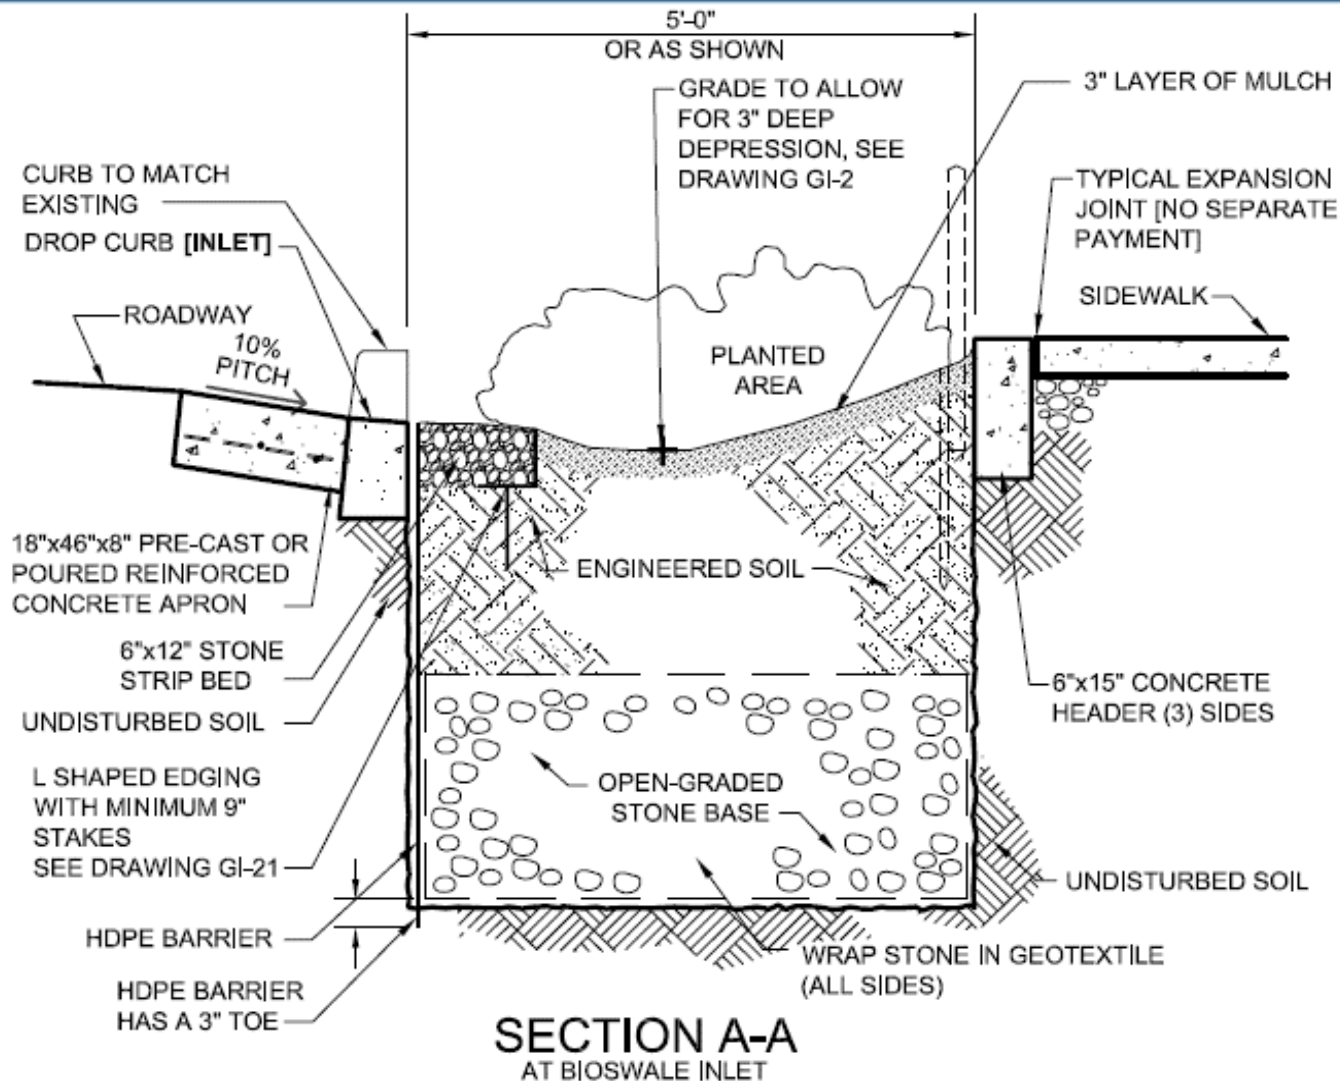 5'-0"
OR AS SHOWN
GRADE TO ALLOW
FOR 3" DEEP
DEPRESSION, SEE
DRAWING GI-2
3" LAYER OF MULCH
CURB TO MATCH
EXISTING
DROP CURB [INLET]
TYPICAL EXPANSION
JOINT [NO SEPARATE
PAYMENT]
SIDEWALK
ROADWAY
10%
PITCH
PLANTED
AREA
18"x46"x8" PRE-CAST OR
POURED REINFORCED
CONCRETE APRON
ENGINEERED SOIL
6"x12" STONE
STRIP BED
UNDISTURBED SOIL
6"x15" CONCRETE
HEADER (3) SIDES
L SHAPED EDGING
WITH MINIMUM 9"
STAKES
SEE DRAWING GI-21
OPEN-GRADED
STONE BASE
UNDISTURBED SOIL
HDPE BARRIER
WRAP STONE IN GEOTEXTILE
(ALL SIDES)
HDPE BARRIER
HAS A 3" TOE
SECTION A-A
AT BIOSWALE INLET